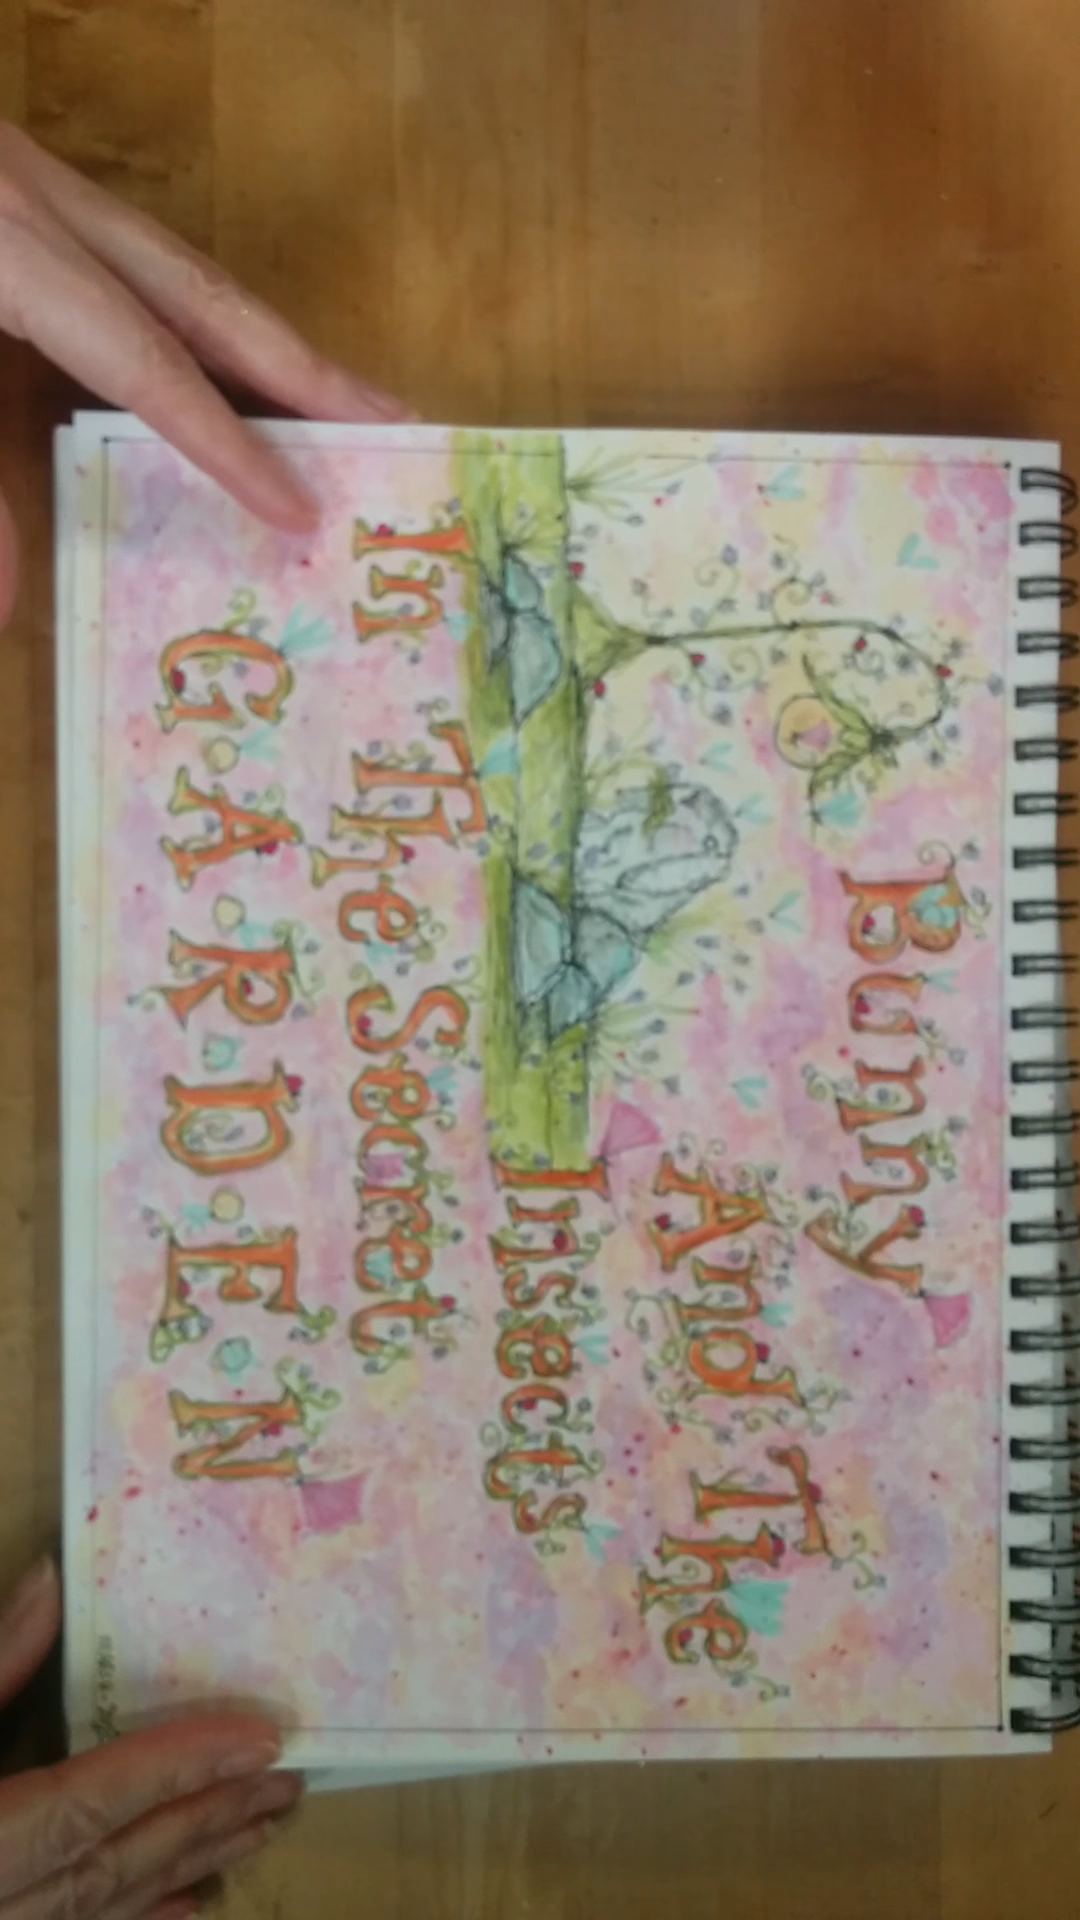 Bunny
And The
Insects
In The Secret
G·A·R·D·E·N